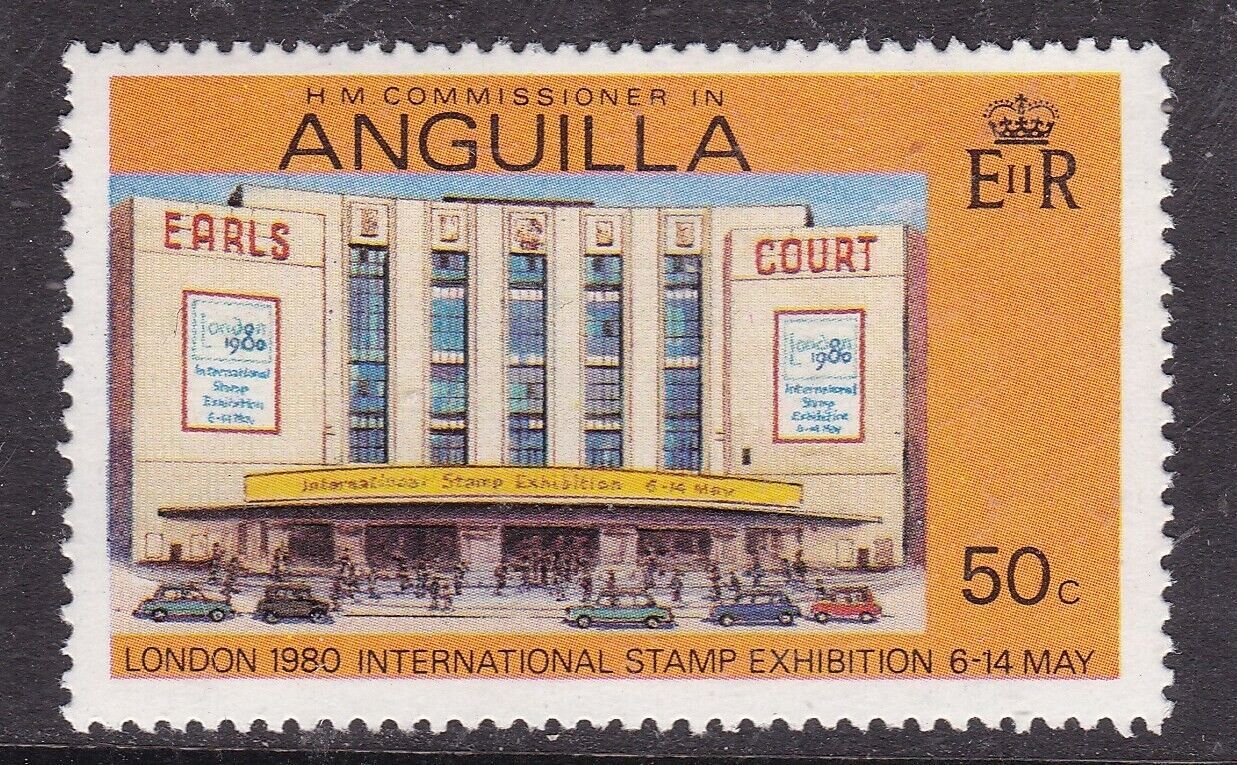 H M COMMISSIONER IN
ANGUILLA
EIIR
EARLS
COURT
London
1980
International
Stamp
Exhibition
6-14 May
London
1980
International
Stamp
Exhibition
6-14 May
International Stamp Exhibition 6-14 May
50c
LONDON 1980 INTERNATIONAL STAMP EXHIBITION 6-14 MAY